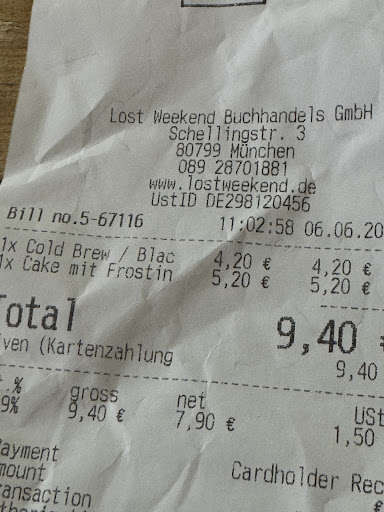 Lost Weekend Buchhandels GmbH
Schellingstr. 3
80799 München
089 28701881
www.lostweekend.de
UstID DE298120456
Bill no.5-67116 11:02:58 06.06.20
1x Cold Brew / Blac 4,20 € 4,20 €
1x Cake mit Frostin 5,20 € 5,20 €
Total 9,40 €
ven (Kartenzahlung 9,40
.% gross net USt
9% 9,40 € 7,90 € 1,50
ayment Cardholder Rec
mount €
ansaction